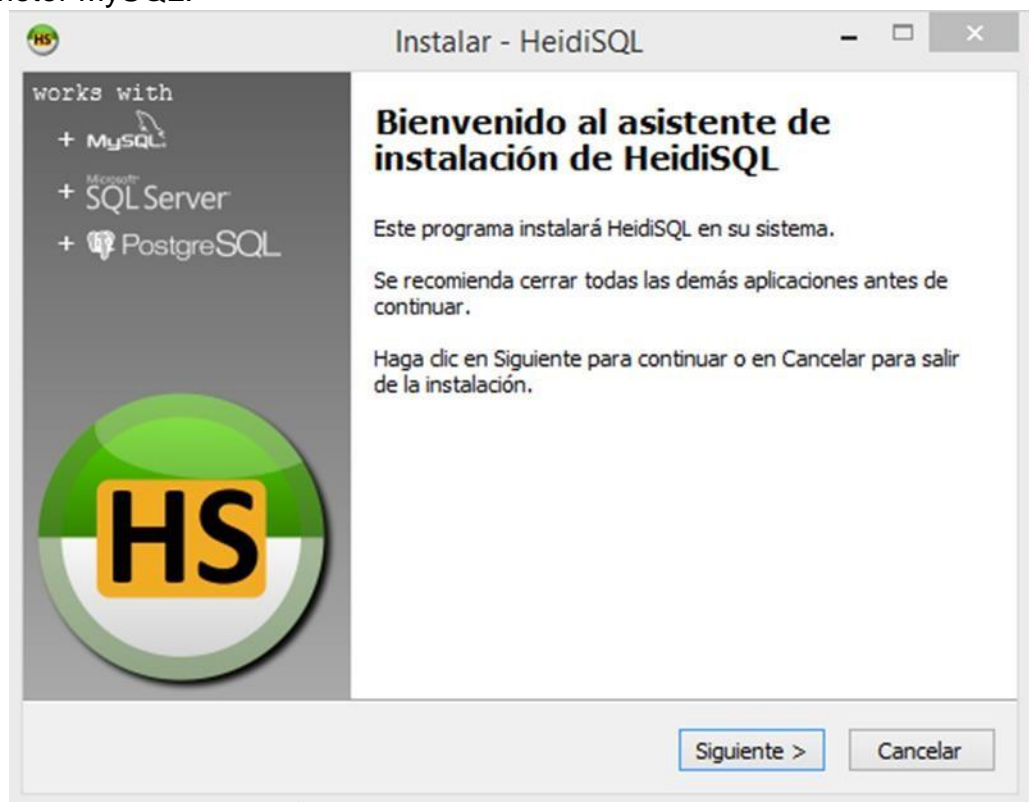 MySQL.
HS
Instalar - HeidiSQL
works with
+ MySQL
+ Microsoft SQL Server
+ PostgreSQL
HS
Bienvenido al asistente de
instalación de HeidiSQL
Este programa instalará HeidiSQL en su sistema.
Se recomienda cerrar todas las demás aplicaciones antes de
continuar.
Haga clic en Siguiente para continuar o en Cancelar para salir
de la instalación.
Siguiente >
Cancelar